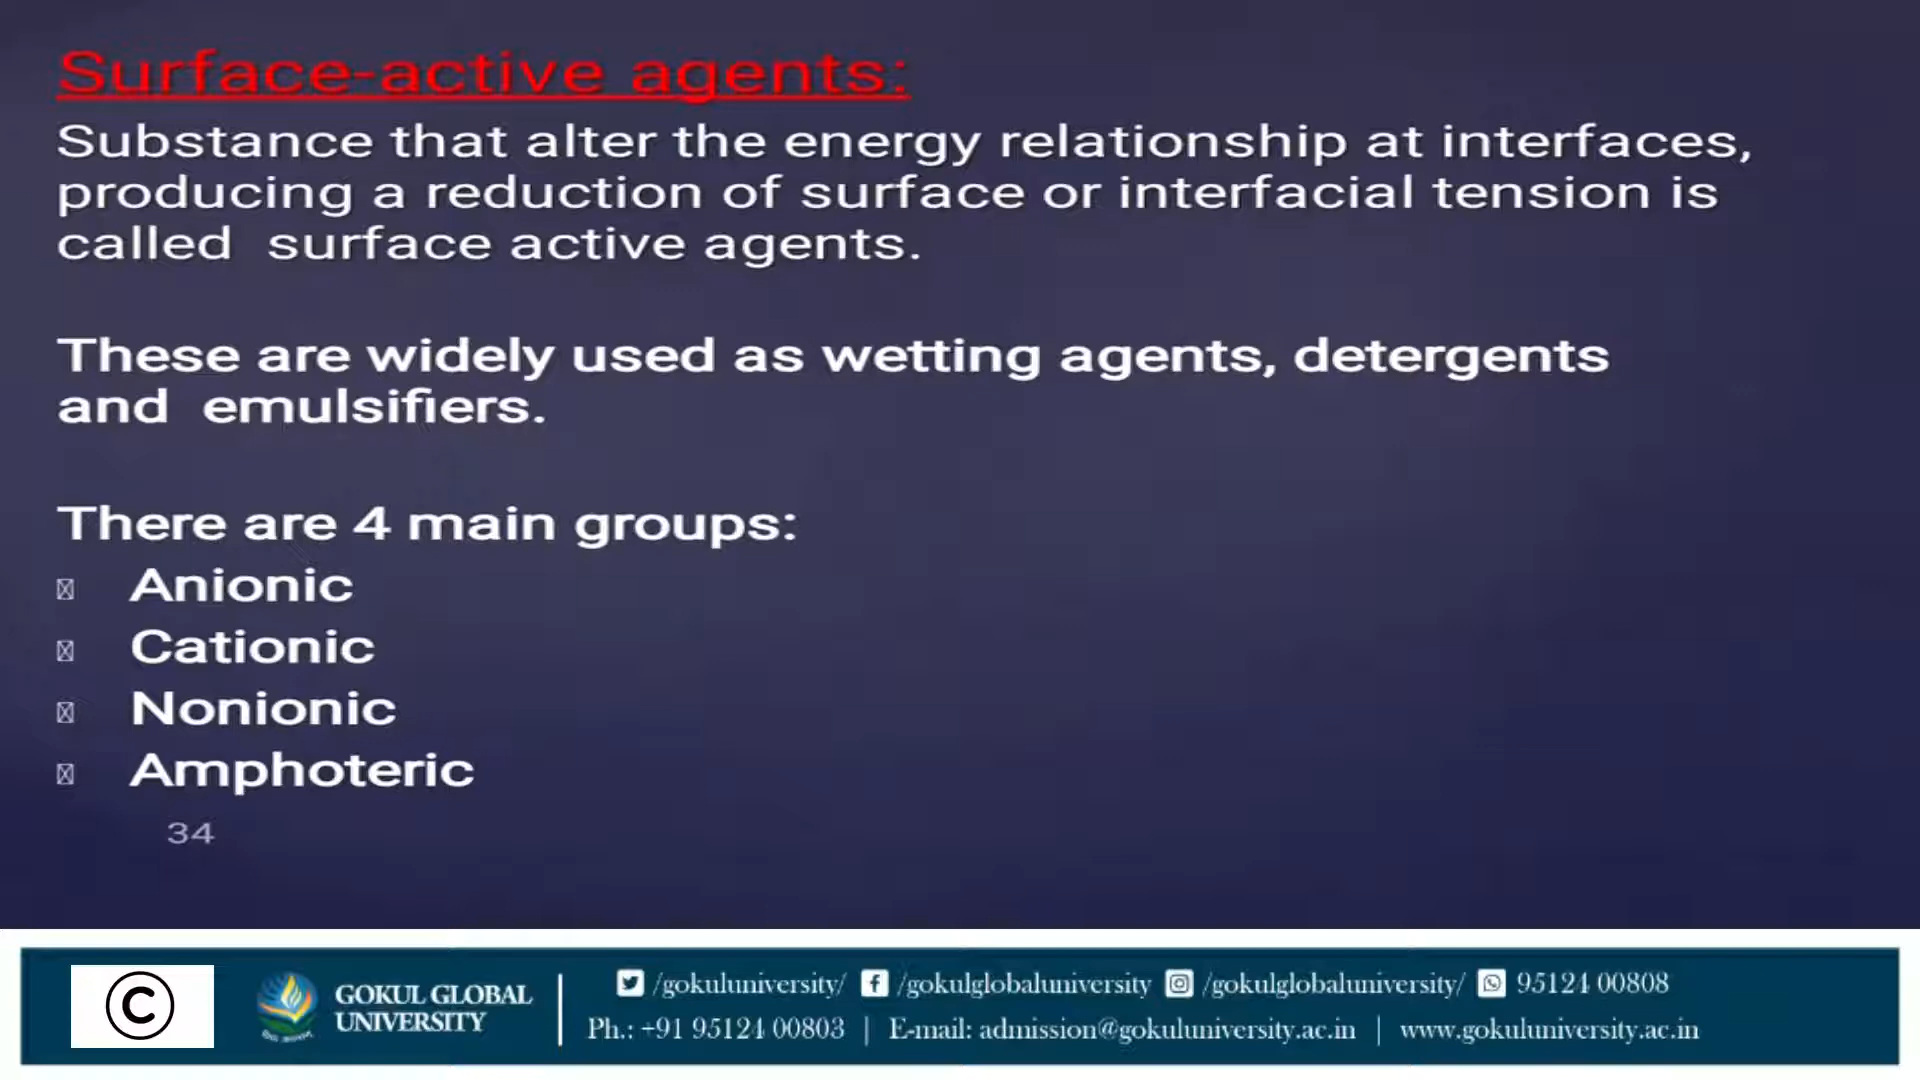 Surface-active agents:
Substance that alter the energy relationship at interfaces,
producing a reduction of surface or interfacial tension is
called surface active agents.
These are widely used as wetting agents, detergents
and emulsifiers.
There are 4 main groups:
Anionic
Cationic
Nonionic
Amphoteric
34
©
GOKUL GLOBAL
UNIVERSITY
/gokuluniversity/ /gokulglobaluniversity /gokulglobaluniversity/ 95124 00808
Ph.: +91 95124 00803 | E-mail: admission@gokuluniversity.ac.in | www.gokuluniversity.ac.in